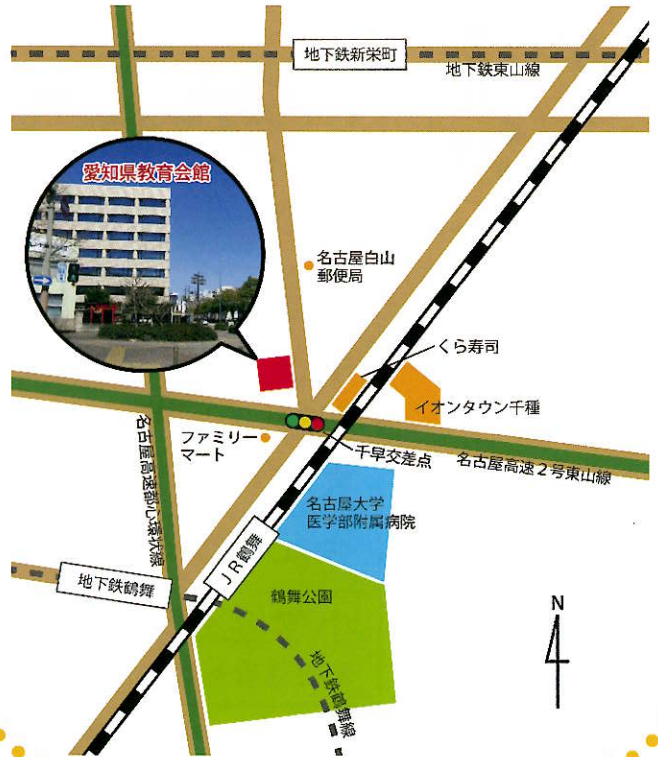 地下鉄新栄町
地下鉄東山線
愛知県教育会館
名古屋白山
郵便局
くら寿司
イオンタウン千種
ファミリー
マート
千早交差点
名古屋高速2号東山線
名古屋高速都心環状線
名古屋大学
医学部附属病院
JR鶴舞
地下鉄鶴舞
鶴舞公園
地下鉄鶴舞線
N